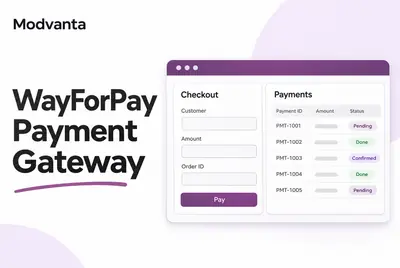 Modvanta
WayForPay
Payment
Gateway
Checkout
Customer
Amount
Order ID
Pay
Payments
Payment ID Amount Status
PMT-1001 Pending
PMT-1002 Done
PMT-1003 Confirmed
PMT-1004 Done
PMT-1005 Pending